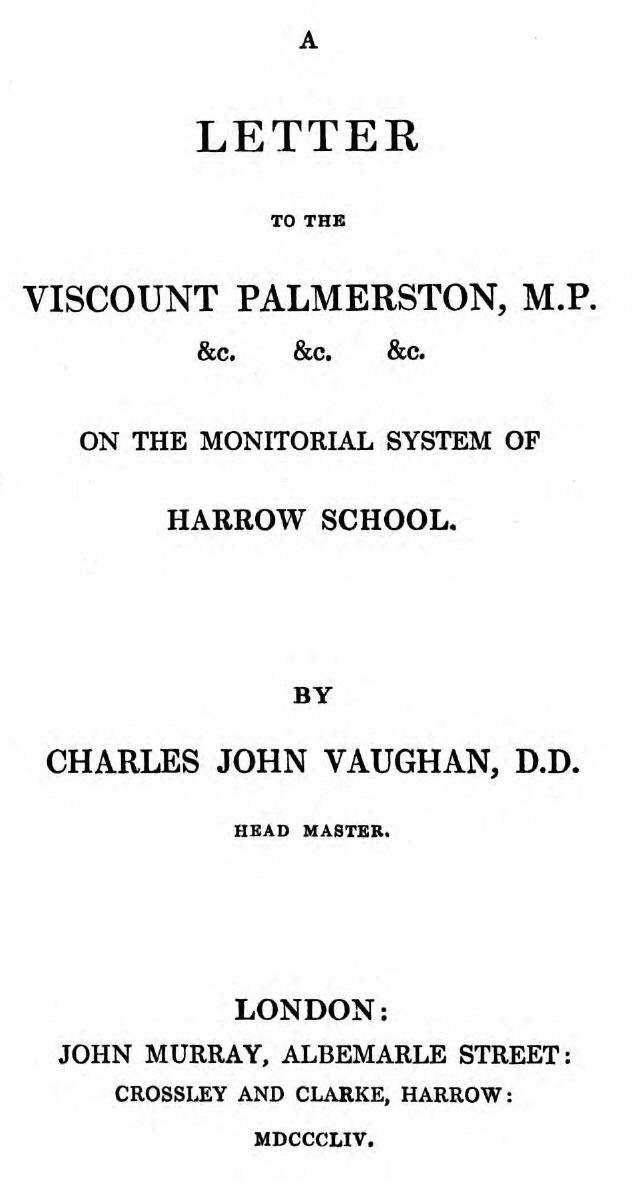 A
LETTER
TO THE
VISCOUNT PALMERSTON, M.P.
&c. &c. &c.
ON THE MONITORIAL SYSTEM OF
HARROW SCHOOL.
BY
CHARLES JOHN VAUGHAN, D.D.
HEAD MASTER.
LONDON:
JOHN MURRAY, ALBEMARLE STREET:
CROSSLEY AND CLARKE, HARROW:
MDCCCLIV.